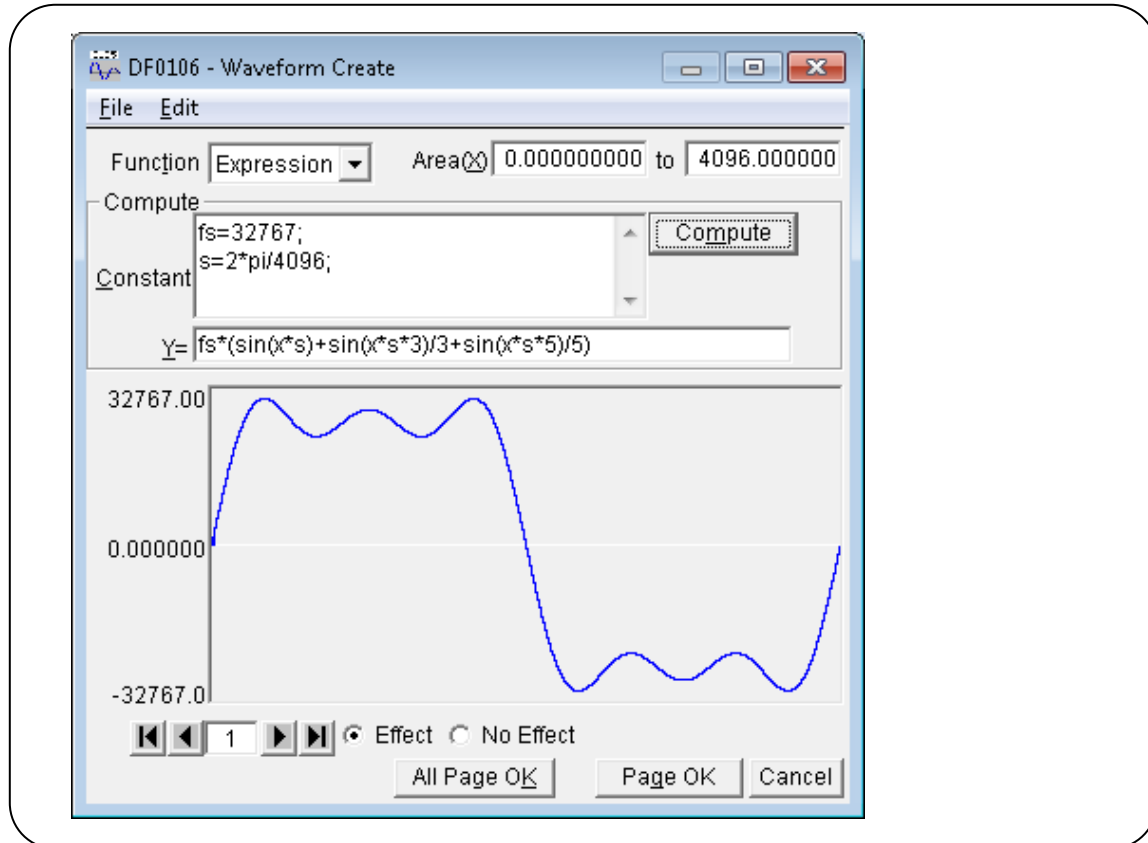 DF0106 - Waveform Create
File Edit
Function Expression Area(X) 0.000000000 to 4096.000000
Compute
Constant
fs=32767;
s=2*pi/4096;
Compute
Y= fs*(sin(x*s)+sin(x*s*3)/3+sin(x*s*5)/5)
32767.00
0.000000
-32767.0
1 Effect No Effect
All Page OK Page OK Cancel